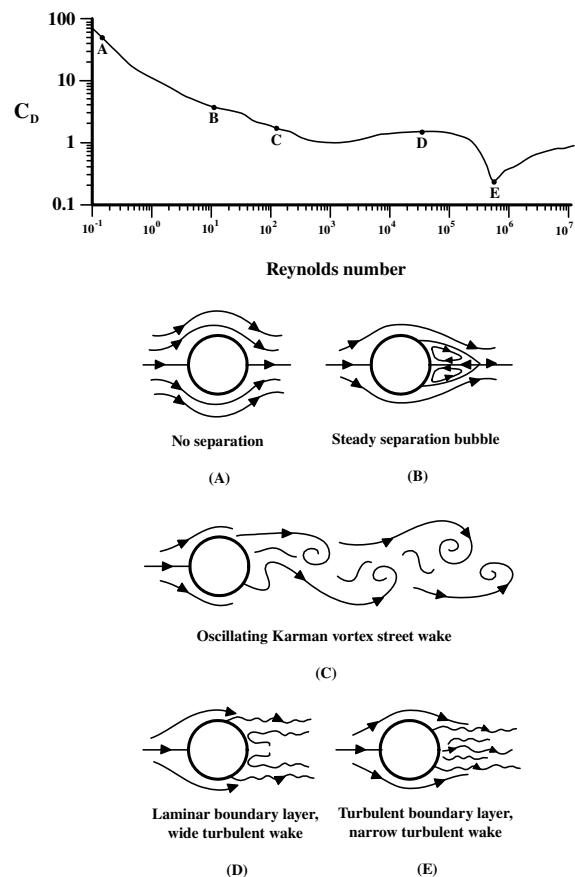 100
10
1
0.1
C_D
A
B
C
D
E
10^-1
10^0
10^1
10^2
10^3
10^4
10^5
10^6
10^7
Reynolds number
No separation
(A)
Steady separation bubble
(B)
Oscillating Karman vortex street wake
(C)
Laminar boundary layer,
wide turbulent wake
(D)
Turbulent boundary layer,
narrow turbulent wake
(E)